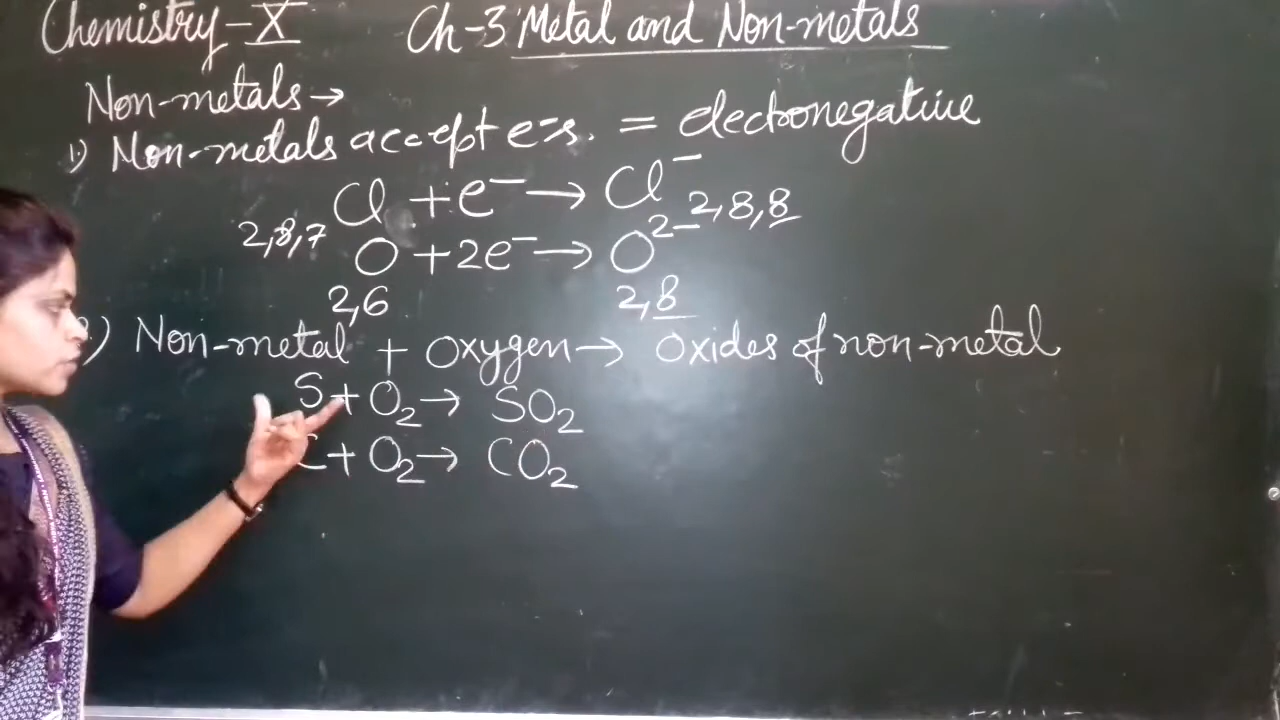 Chemistry-X Ch-3 Metal and Non-metals
Non-metals→
1.) Non-metals accept e⁻s. = electronegative
Cl + e⁻ → Cl⁻ 2,8,8
2,8,7
O + 2e⁻ → O²⁻
2,6 2,8
2) Non-metal + Oxygen → Oxides of non-metal
S + O₂ → SO₂
C + O₂ → CO₂